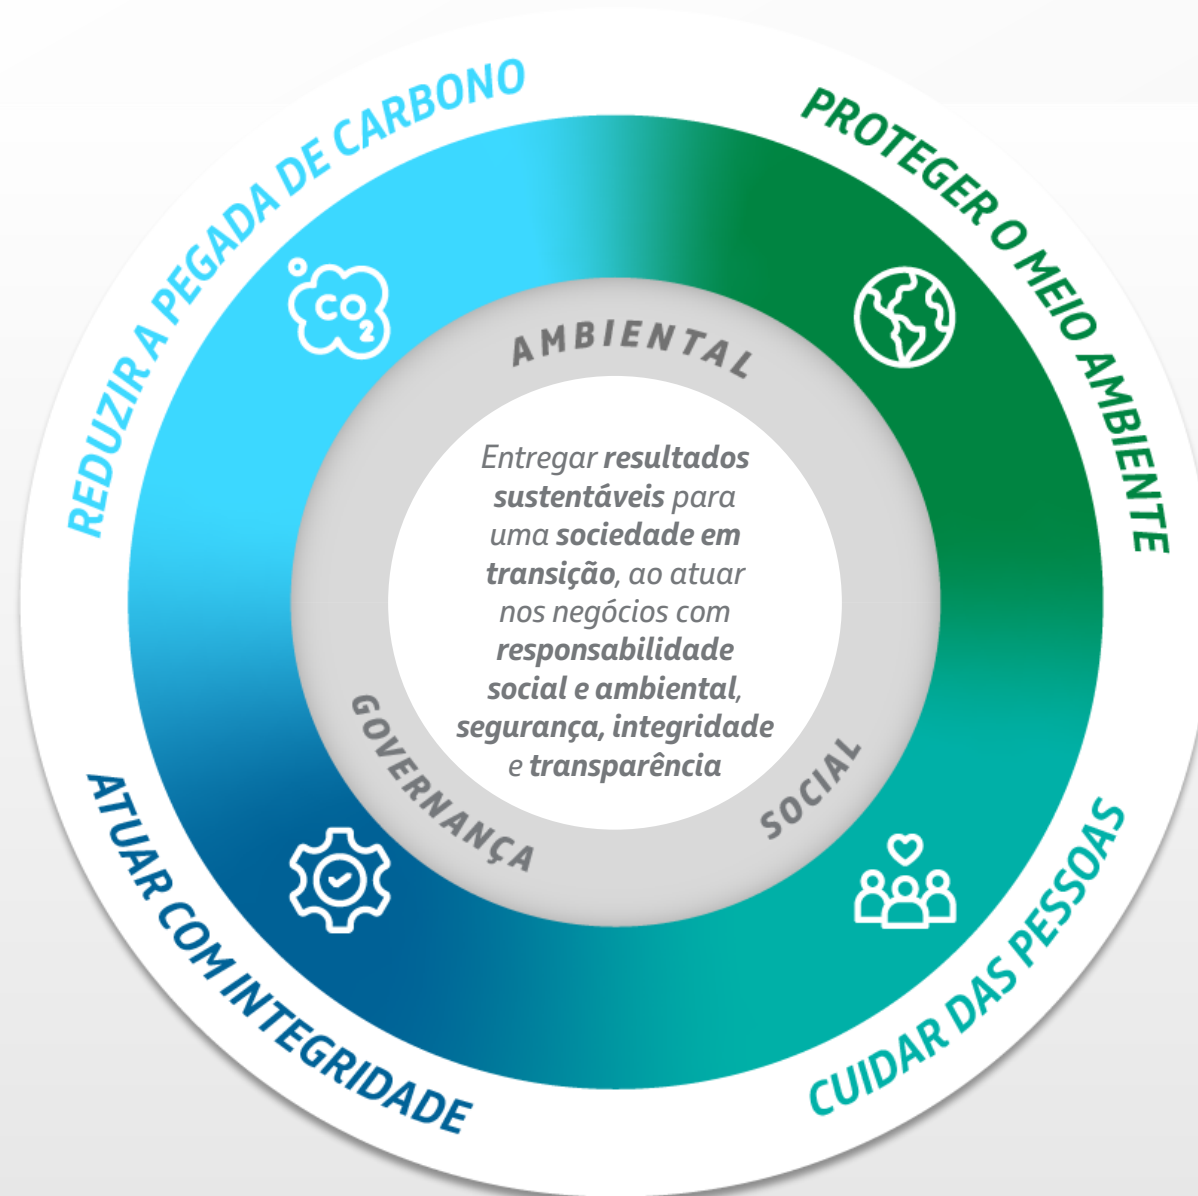 REDUZIR A PEGADA DE CARBONO
PROTEGER O MEIO AMBIENTE
CO2
AMBIENTAL
Entregar resultados
sustentáveis para
uma sociedade em
transição, ao atuar
nos negócios com
responsabilidade
social e ambiental,
segurança, integridade
e transparência
GOVERNANÇA
SOCIAL
ATUAR COM INTEGRIDADE
CUIDAR DAS PESSOAS